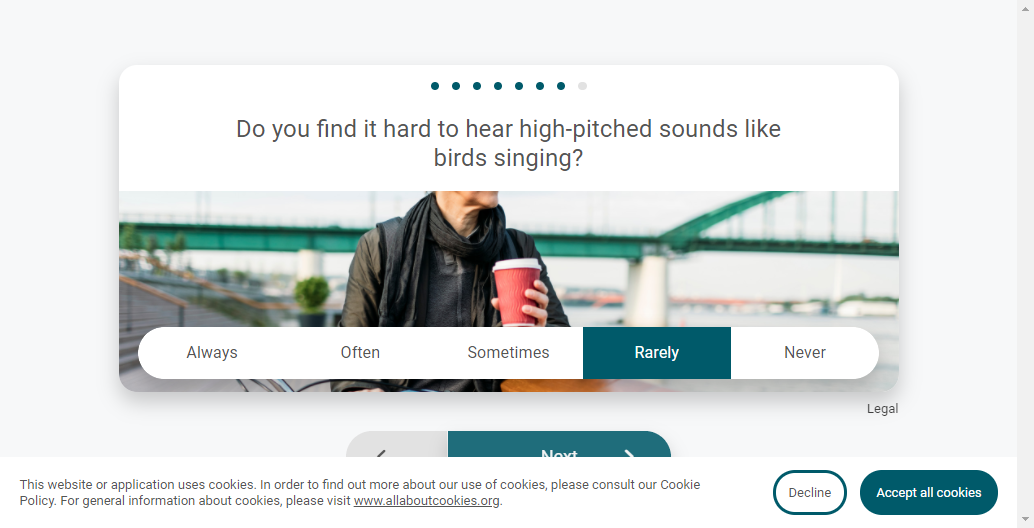 Do you find it hard to hear high-pitched sounds like
birds singing?
Always Often Sometimes Rarely Never
Legal
Next
This website or application uses cookies. In order to find out more about our use of cookies, please consult our Cookie
Policy. For general information about cookies, please visit www.allaboutcookies.org.
Decline Accept all cookies